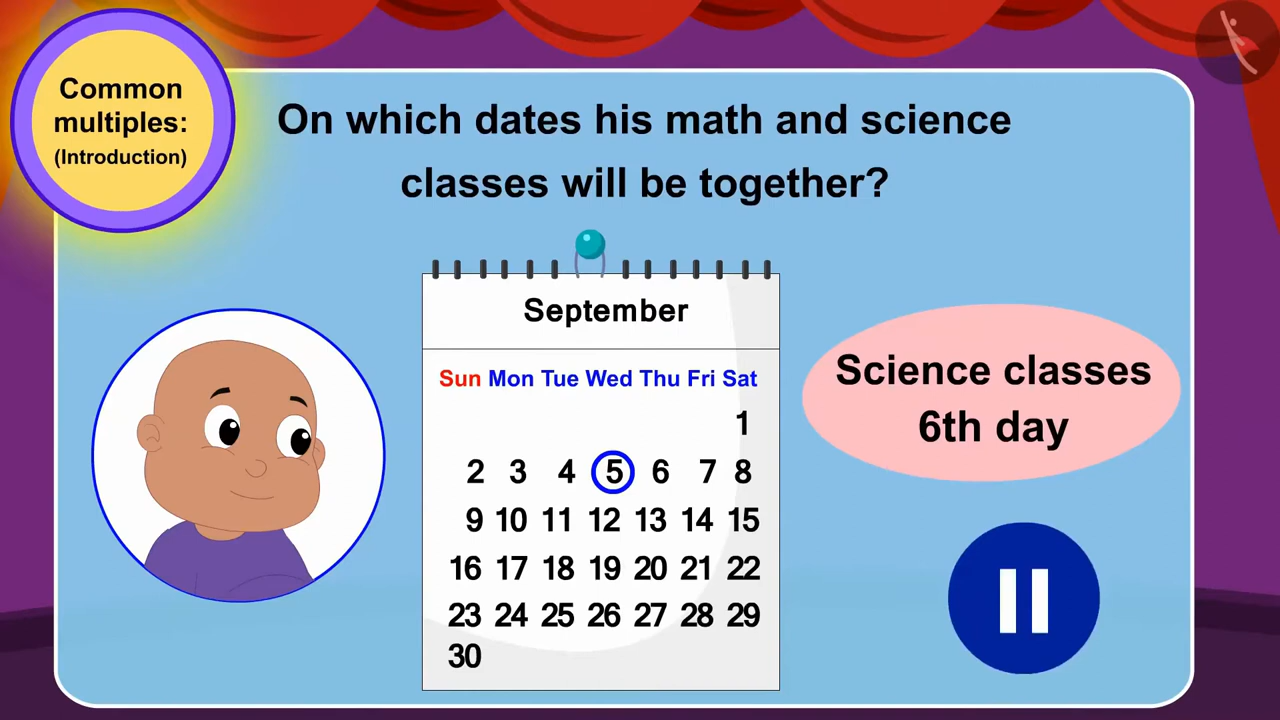 Common
multiples:
(Introduction)
On which dates his math and science
classes will be together?
September
Sun Mon Tue Wed Thu Fri Sat
1
2 3 4 5 6 7 8
9 10 11 12 13 14 15
16 17 18 19 20 21 22
23 24 25 26 27 28 29
30
Science classes
6th day